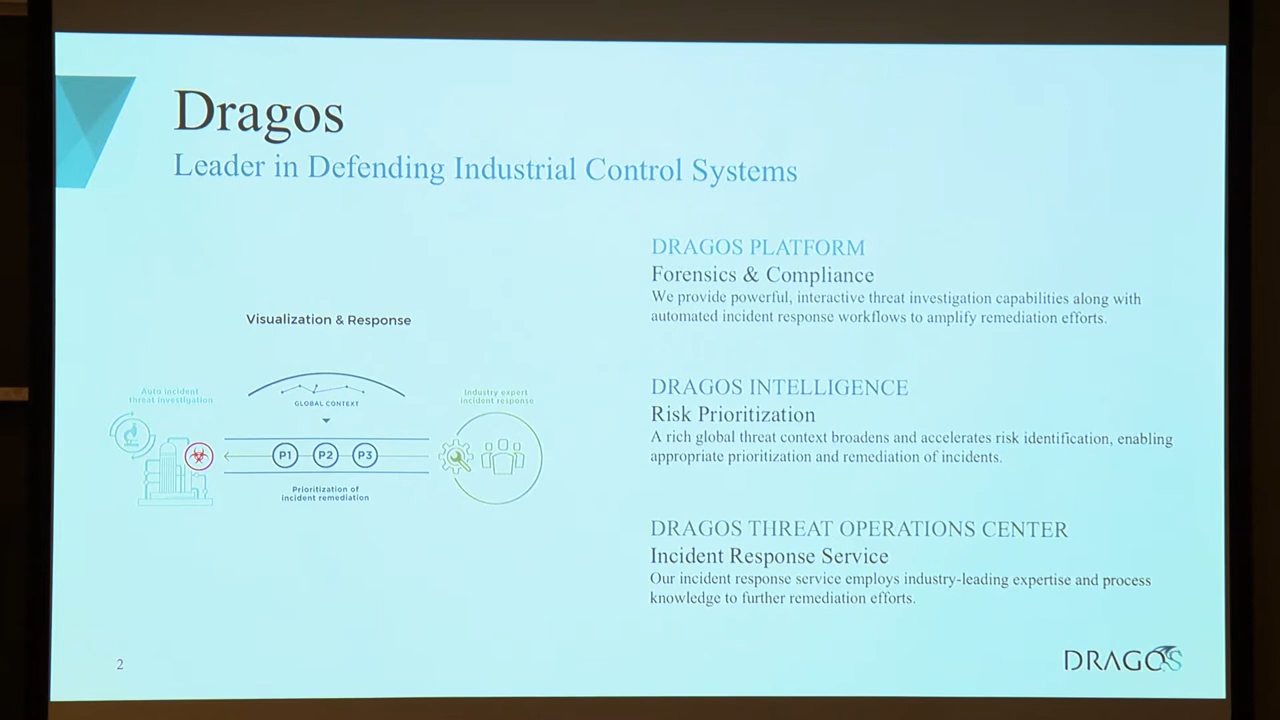 Dragos
Leader in Defending Industrial Control Systems
Visualization & Response
Auto incident
threat investigation
GLOBAL CONTEXT
Industry expert
incident response
P1 P2 P3
Prioritization of
incident remediation
DRAGOS PLATFORM
Forensics & Compliance
We provide powerful, interactive threat investigation capabilities along with
automated incident response workflows to amplify remediation efforts.
DRAGOS INTELLIGENCE
Risk Prioritization
A rich global threat context broadens and accelerates risk identification, enabling
appropriate prioritization and remediation of incidents.
DRAGOS THREAT OPERATIONS CENTER
Incident Response Service
Our incident response service employs industry-leading expertise and process
knowledge to further remediation efforts.
2
DRAGOS